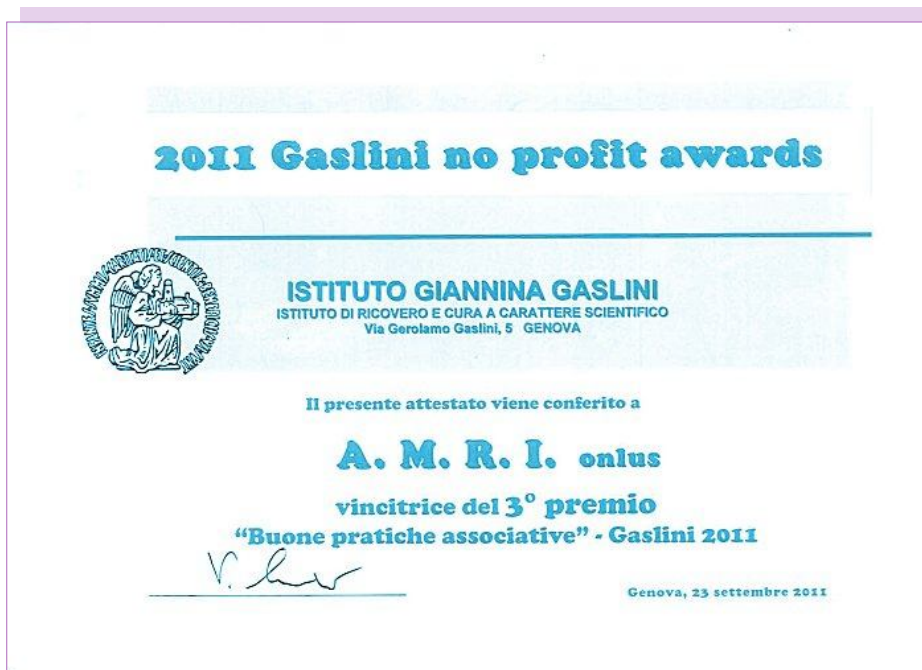 2011 Gaslini no profit awards
ISTITUTO GIANNINA GASLINI
ISTITUTO DI RICOVERO E CURA A CARATTERE SCIENTIFICO
Via Gerolamo Gaslini, 5 GENOVA
Il presente attestato viene conferito a
A. M. R. I. onlus
vincitrice del 3° premio
“Buone pratiche associative” - Gaslini 2011
Genova, 23 settembre 2011